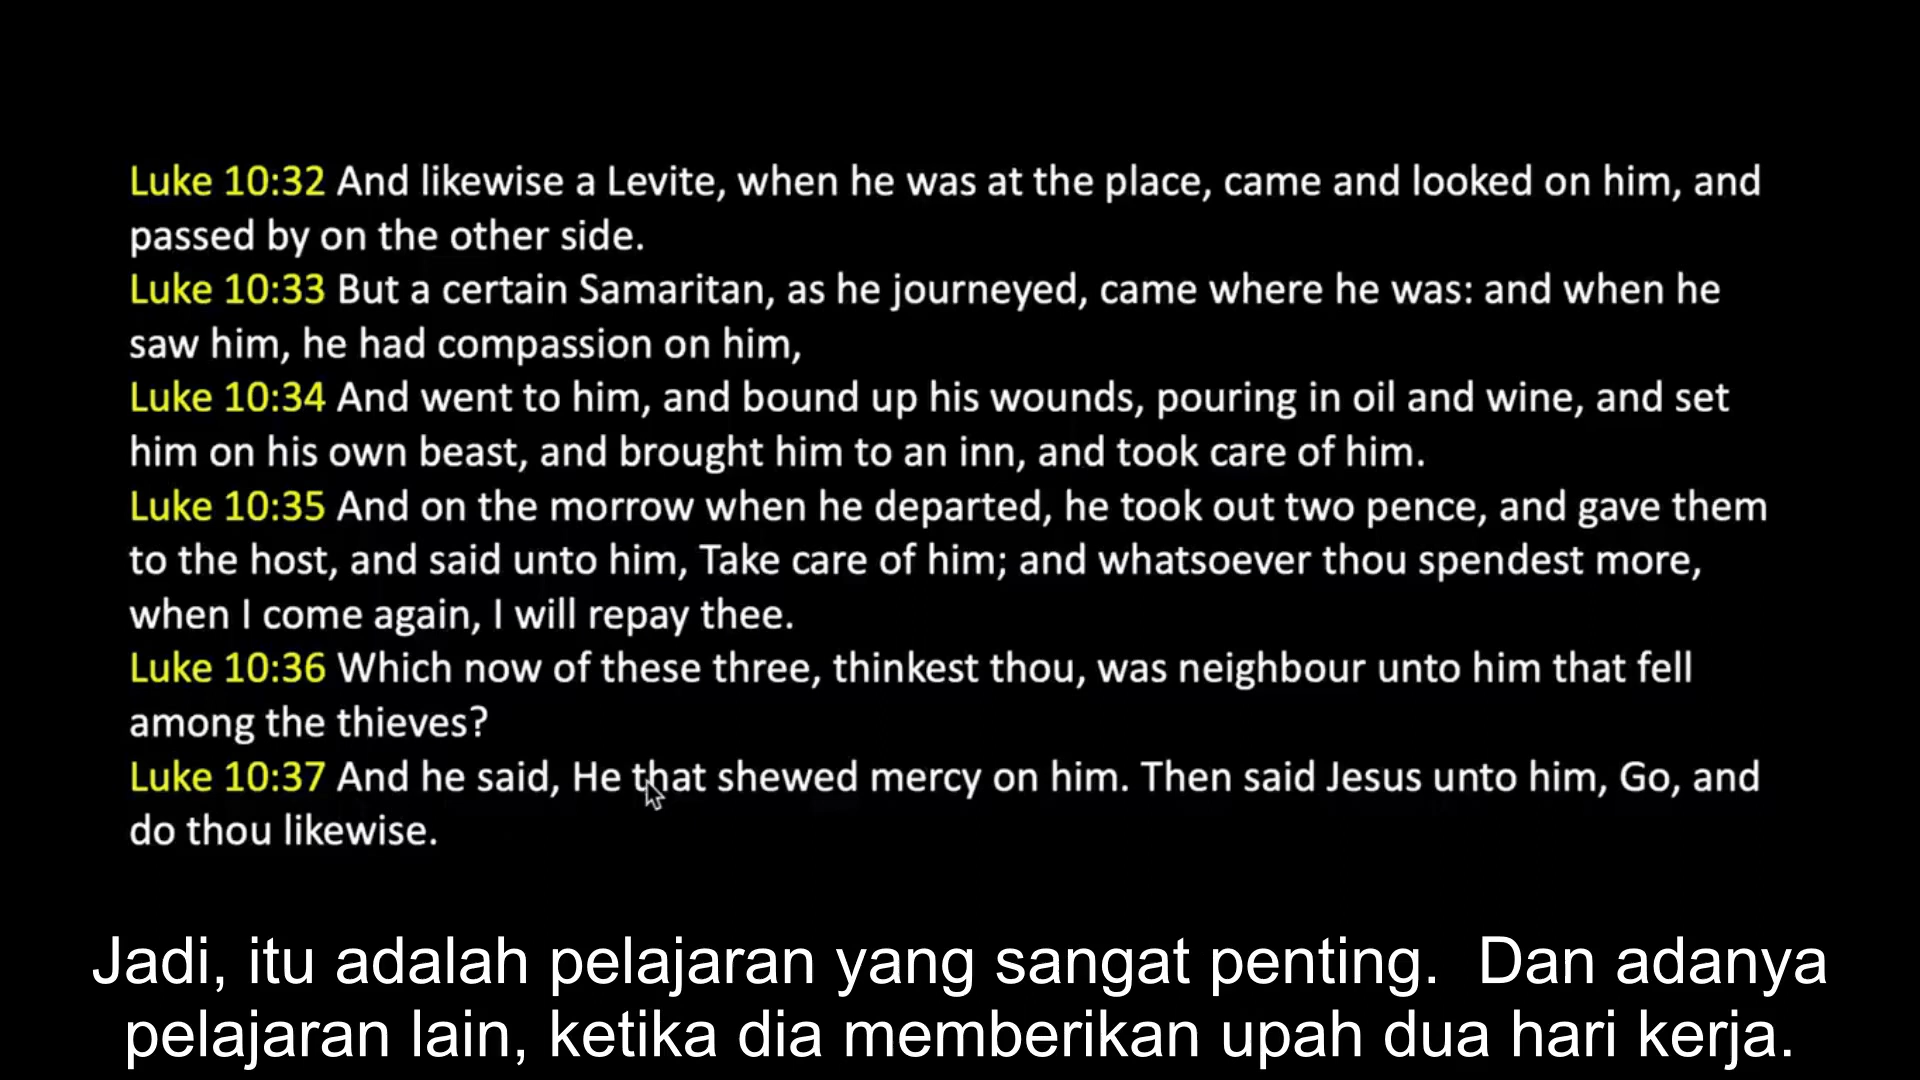 Luke 10:32 And likewise a Levite, when he was at the place, came and looked on him, and
passed by on the other side.
Luke 10:33 But a certain Samaritan, as he journeyed, came where he was: and when he
saw him, he had compassion on him,
Luke 10:34 And went to him, and bound up his wounds, pouring in oil and wine, and set
him on his own beast, and brought him to an inn, and took care of him.
Luke 10:35 And on the morrow when he departed, he took out two pence, and gave them
to the host, and said unto him, Take care of him; and whatsoever thou spendest more,
when I come again, I will repay thee.
Luke 10:36 Which now of these three, thinkest thou, was neighbour unto him that fell
among the thieves?
Luke 10:37 And he said, He that shewed mercy on him. Then said Jesus unto him, Go, and
do thou likewise.
Jadi, itu adalah pelajaran yang sangat penting.  Dan adanya
pelajaran lain, ketika dia memberikan upah dua hari kerja.